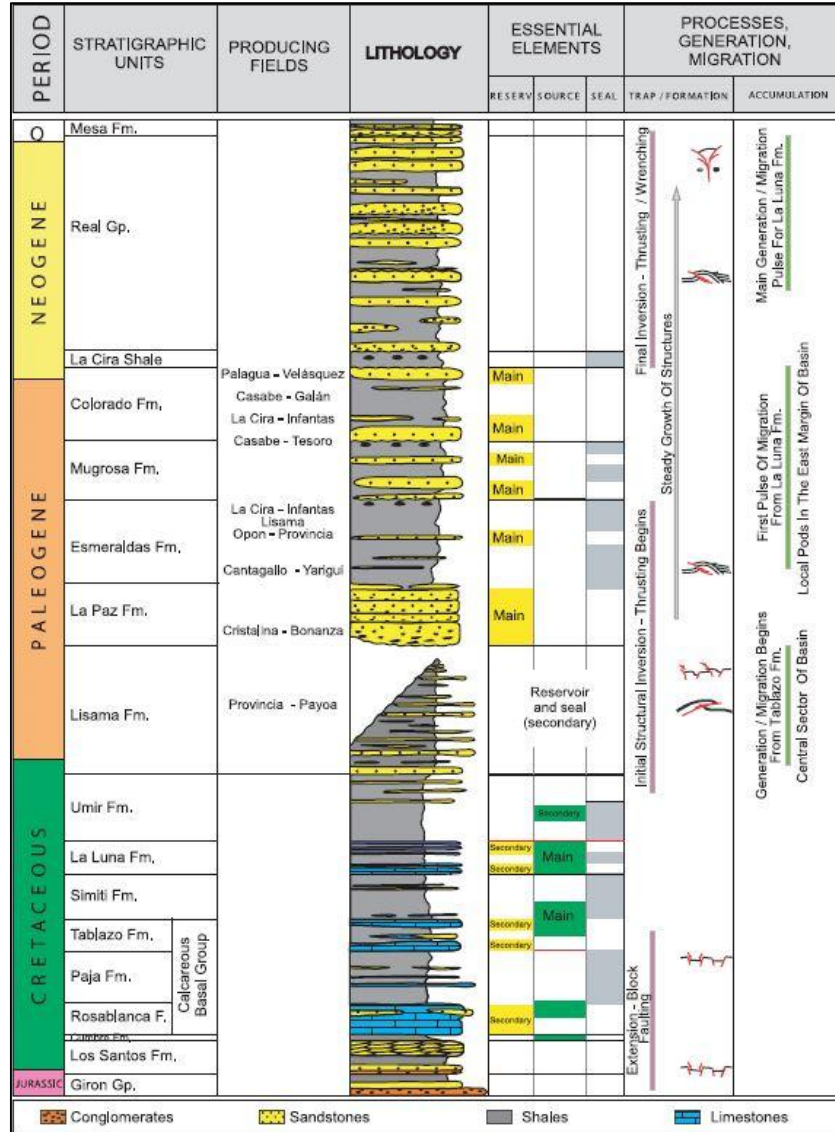 PERIOD
STRATIGRAPHIC
UNITS
PRODUCING
FIELDS
LITHOLOGY
ESSENTIAL
ELEMENTS
PROCESSES,
GENERATION,
MIGRATION
RESERV
SOURCE
SEAL
TRAP / FORMATION
ACCUMULATION
Q
NEOGENE
PALEOGENE
CRETACEOUS
JURASSIC
Mesa Fm.
Real Gp.
La Cira Shale
Colorado Fm.
Mugrosa Fm.
Esmeraldas Fm.
La Paz Fm.
Lisama Fm.
Umir Fm.
La Luna Fm.
Simiti Fm.
Tablazo Fm.
Paja Fm.
Rosablanca F.
Cumbre Fm.
Los Santos Fm.
Giron Gp.
Calcareous
Basal Group
Palagua - Velásquez
Casabe - Galán
La Cira - Infantas
Casabe - Tesoro
La Cira - Infantas
Lisama
Opon - Provincia
Cantagallo - Yariguí
Cristalina - Bonanza
Provincia - Payoa
Main
Main
Main
Main
Main
Main
Reservoir
and seal
(secondary)
Secondary
Secondary
Main
Secondary
Main
Secondary
Secondary
Secondary
Final Inversion - Thrusting / Wrenching
Initial Structural Inversion - Thrusting Begins
Extension - Block
Faulting
Steady Growth Of Structures
Main Generation / Migration
Pulse For La Luna Fm.
First Pulse Of Migration
From La Luna Fm.
Local Pods In The East Margin Of Basin
Generation / Migration Begins
From Tablazo Fm.
Central Sector Of Basin
Conglomerates
Sandstones
Shales
Limestones